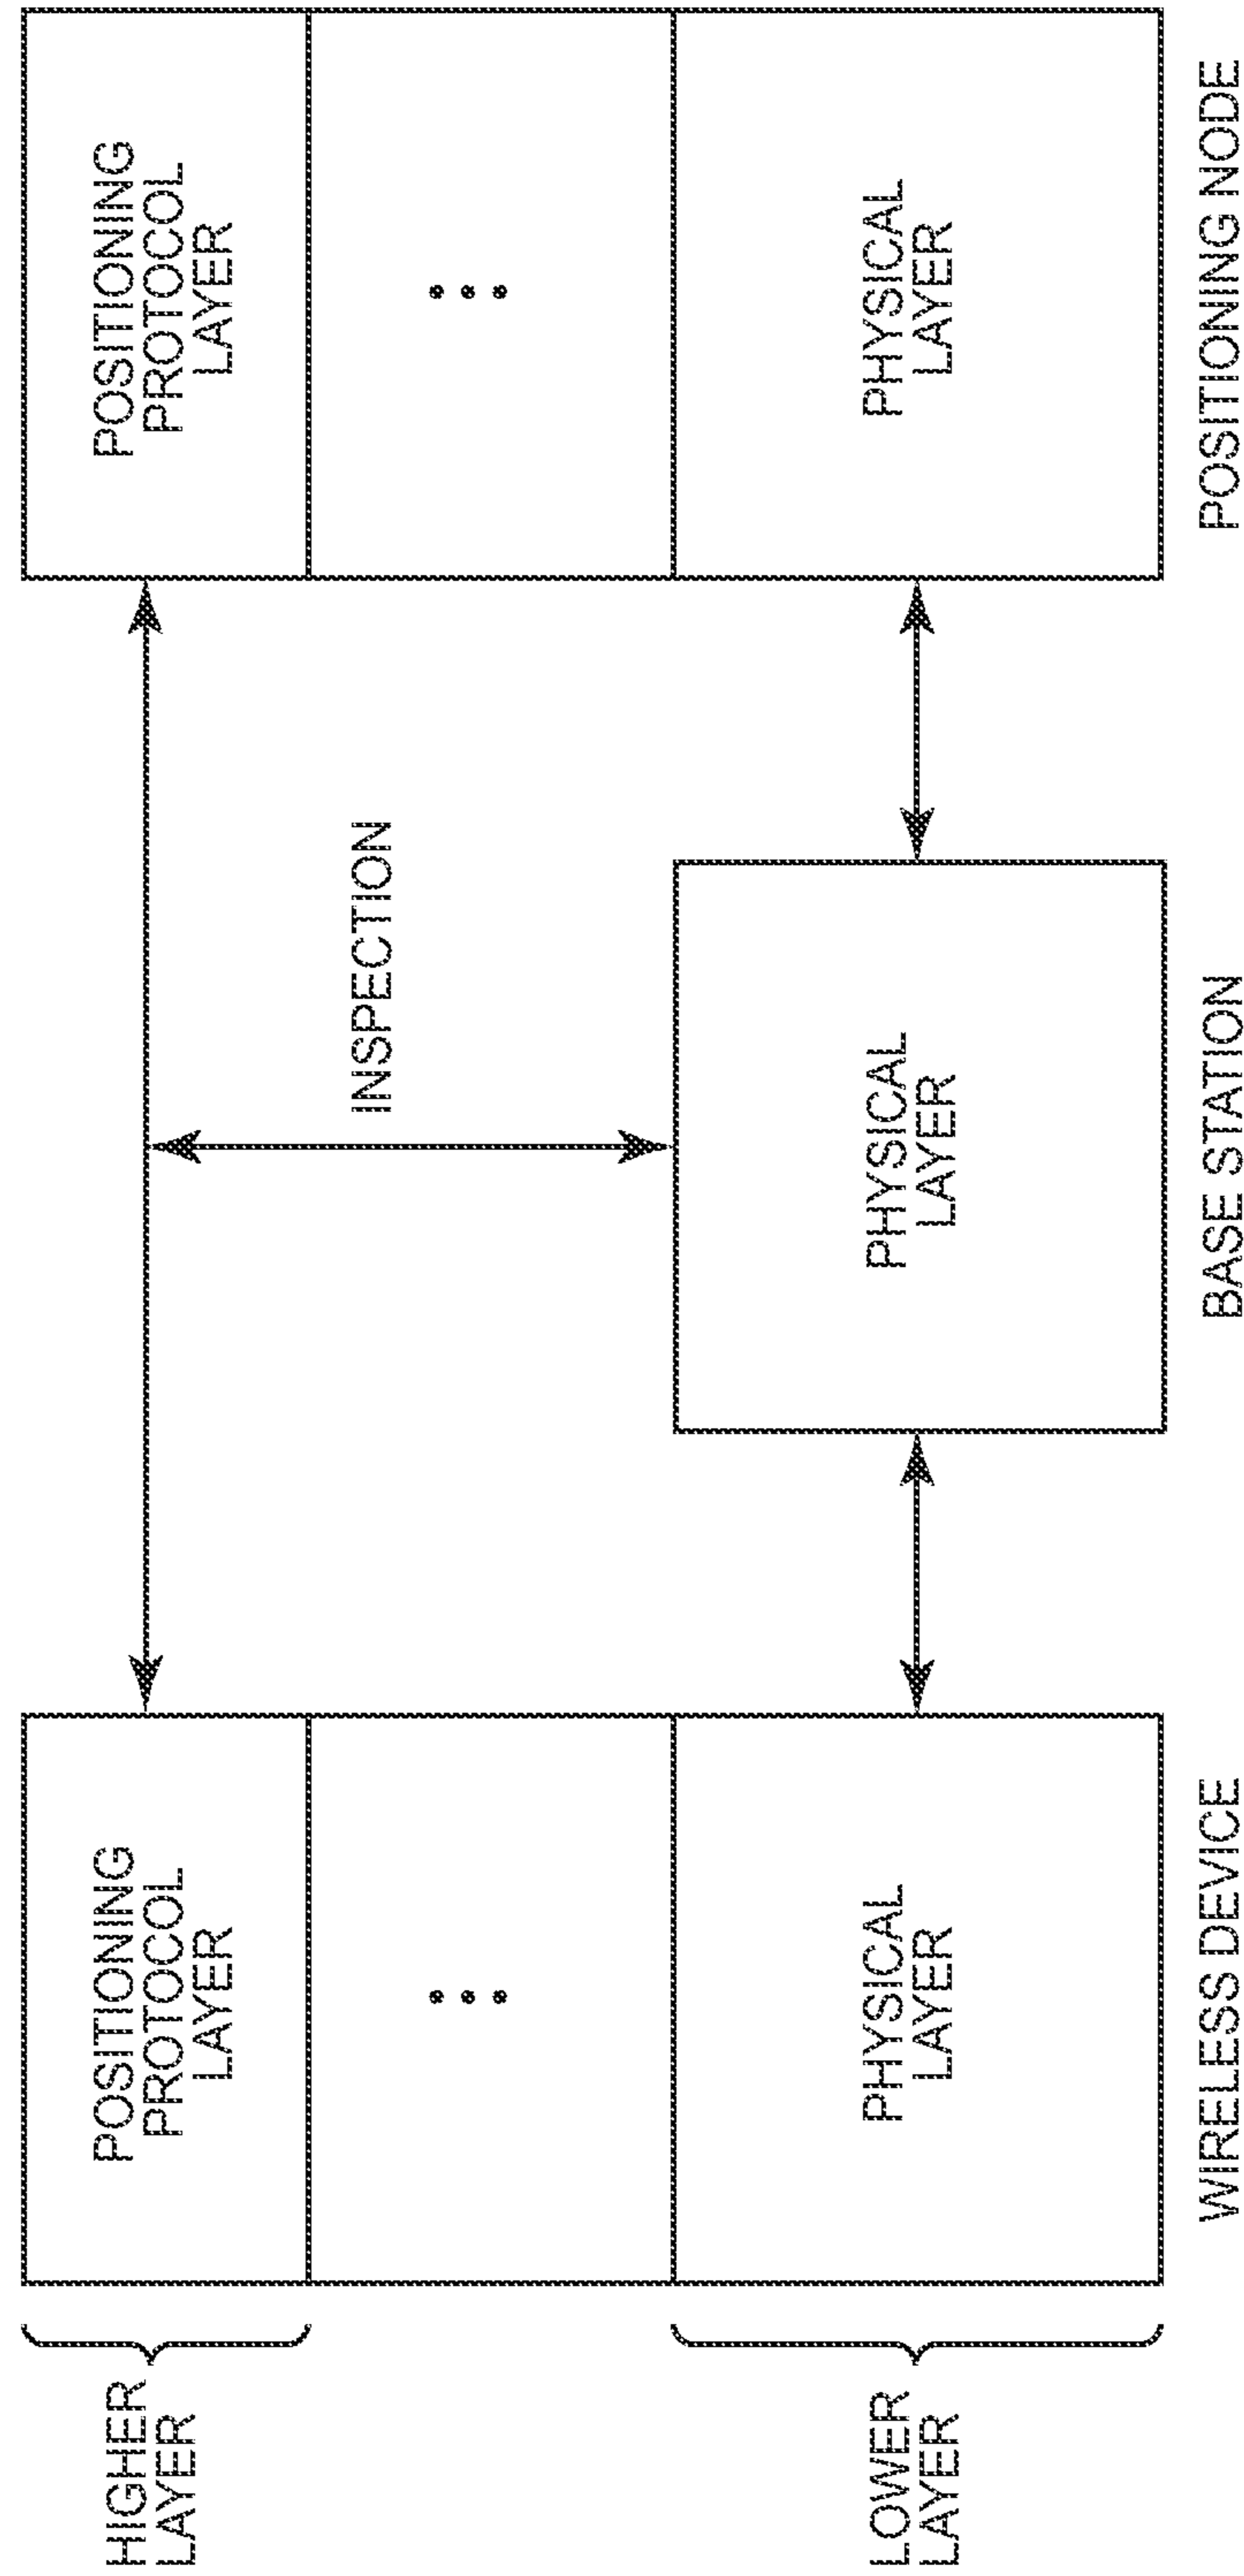 HIGHER
LAYER
POSITIONING
PROTOCOL
LAYER
POSITIONING
PROTOCOL
LAYER
INSPECTION
LOWER
LAYER
PHYSICAL
LAYER
PHYSICAL
LAYER
PHYSICAL
LAYER
WIRELESS DEVICE
BASE STATION
POSITIONING NODE